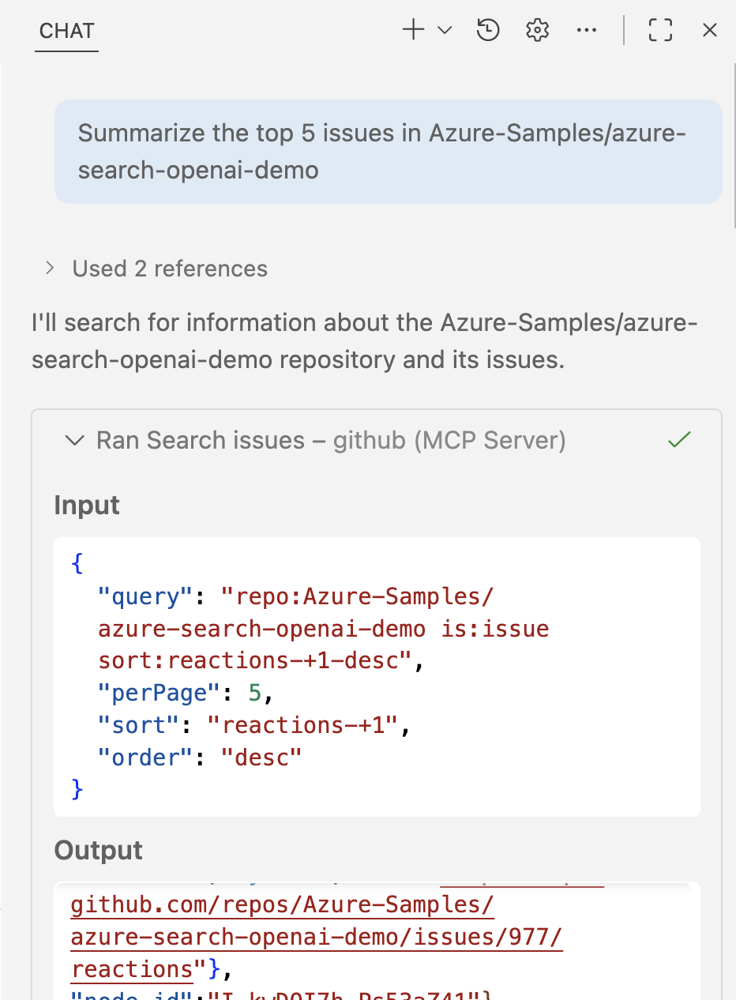 CHAT
Summarize the top 5 issues in Azure-Samples/azure-
search-openai-demo
Used 2 references
I'll search for information about the Azure-Samples/azure-
search-openai-demo repository and its issues.
Ran Search issues – github (MCP Server)
Input
{
"query": "repo:Azure-Samples/
azure-search-openai-demo is:issue
sort:reactions-+1-desc",
"perPage": 5,
"sort": "reactions-+1",
"order": "desc"
}
Output
github.com/repos/Azure-Samples/
azure-search-openai-demo/issues/977/
reactions"},
"node_id":